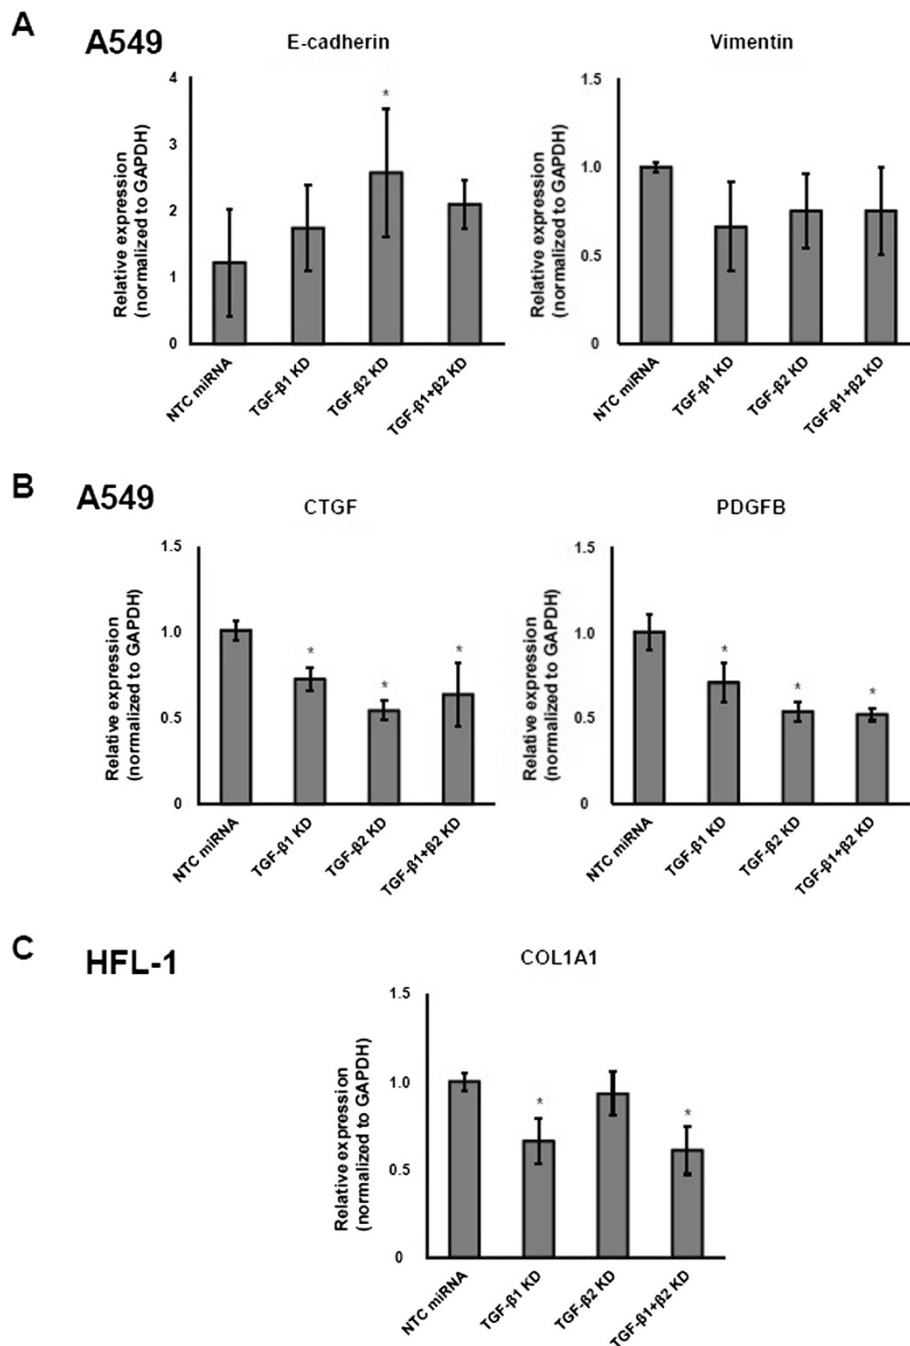 A
A549
E-cadherin
Vimentin
Relative expression
(normalized to GAPDH)
4
3
2
1
0
*
NTC miRNA
TGF-β1 KD
TGF-β2 KD
TGF-β1+β2 KD
Relative expression
(normalized to GAPDH)
1.5
1.0
0.5
0
NTC miRNA
TGF-β1 KD
TGF-β2 KD
TGF-β1+β2 KD
B
A549
CTGF
PDGFB
Relative expression
(normalized to GAPDH)
1.5
1.0
0.5
0
*
*
*
NTC miRNA
TGF-β1 KD
TGF-β2 KD
TGF-β1+β2 KD
Relative expression
(normalized to GAPDH)
1.5
1.0
0.5
0
*
*
*
NTC miRNA
TGF-β1 KD
TGF-β2 KD
TGF-β1+β2 KD
C
HFL-1
COL1A1
Relative expression
(normalized to GAPDH)
1.5
1.0
0.5
0
*
*
NTC miRNA
TGF-β1 KD
TGF-β2 KD
TGF-β1+β2 KD